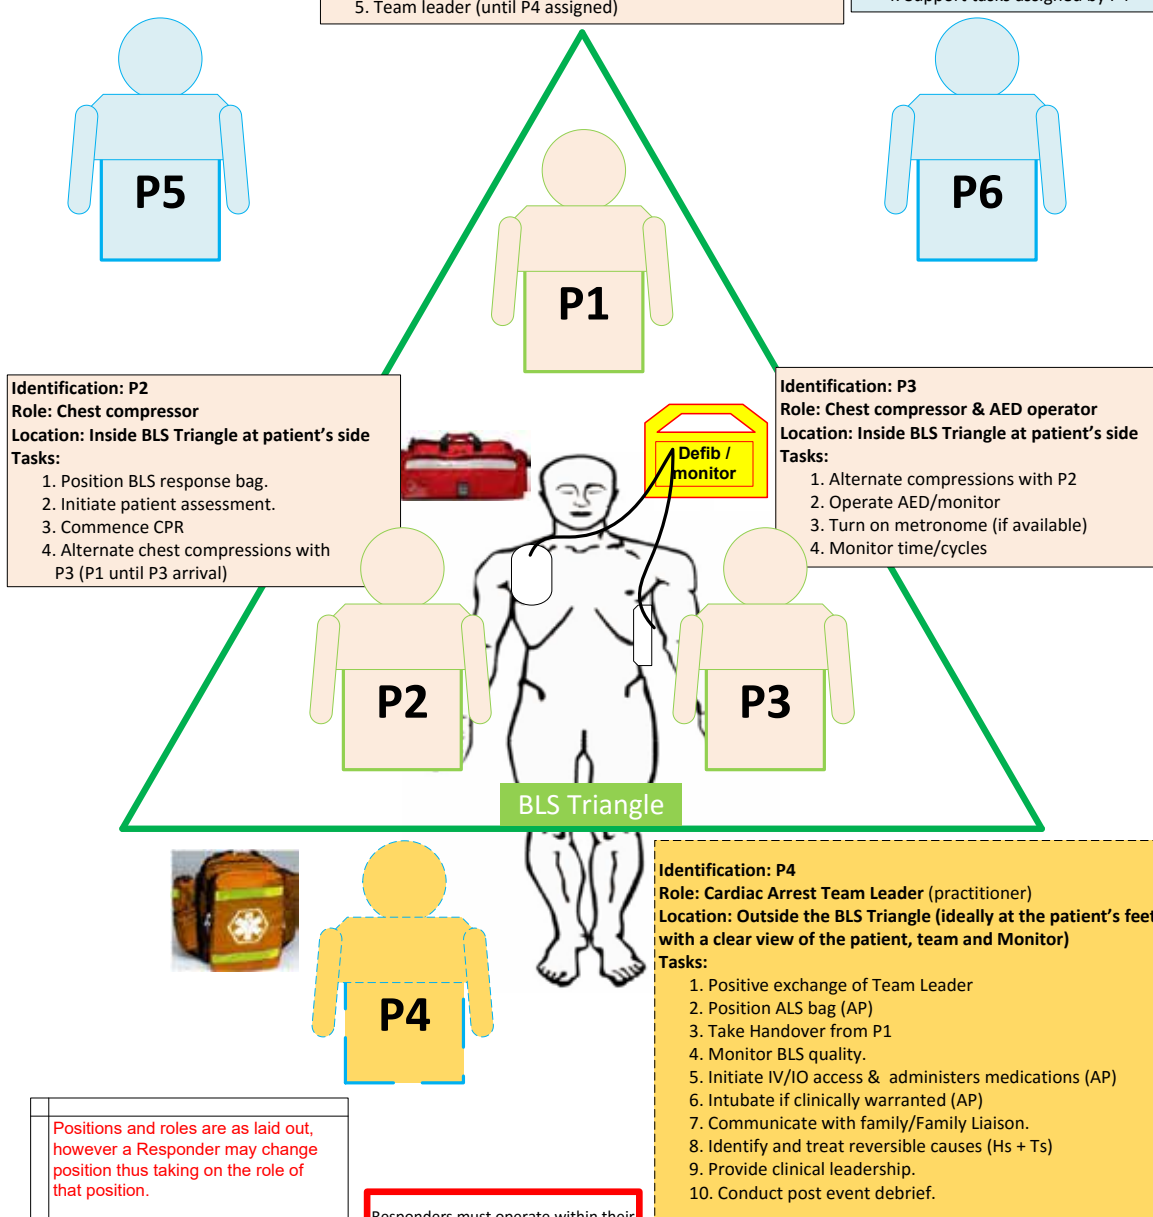 5. Team leader (until P4 assigned)
P5
P6
P1
Identification: P2
Role: Chest compressor
Location: Inside BLS Triangle at patient's side
Tasks:
1. Position BLS response bag.
2. Initiate patient assessment.
3. Commence CPR
4. Alternate chest compressions with
P3 (P1 until P3 arrival)
Defib /
monitor
Identification: P3
Role: Chest compressor & AED operator
Location: Inside BLS Triangle at patient's side
Tasks:
1. Alternate compressions with P2
2. Operate AED/monitor
3. Turn on metronome (if available)
4. Monitor time/cycles
P2
P3
BLS Triangle
P4
Identification: P4
Role: Cardiac Arrest Team Leader (practitioner)
Location: Outside the BLS Triangle (ideally at the patient's feet
with a clear view of the patient, team and Monitor)
Tasks:
1. Positive exchange of Team Leader
2. Position ALS bag (AP)
3. Take Handover from P1
4. Monitor BLS quality.
5. Initiate IV/IO access &  administers medications (AP)
6. Intubate if clinically warranted (AP)
7. Communicate with family/Family Liaison.
8. Identify and treat reversible causes (Hs + Ts)
9. Provide clinical leadership.
10. Conduct post event debrief.
Positions and roles are as laid out,
however a Responder may change
position thus taking on the role of
that position.
Responders must operate within their